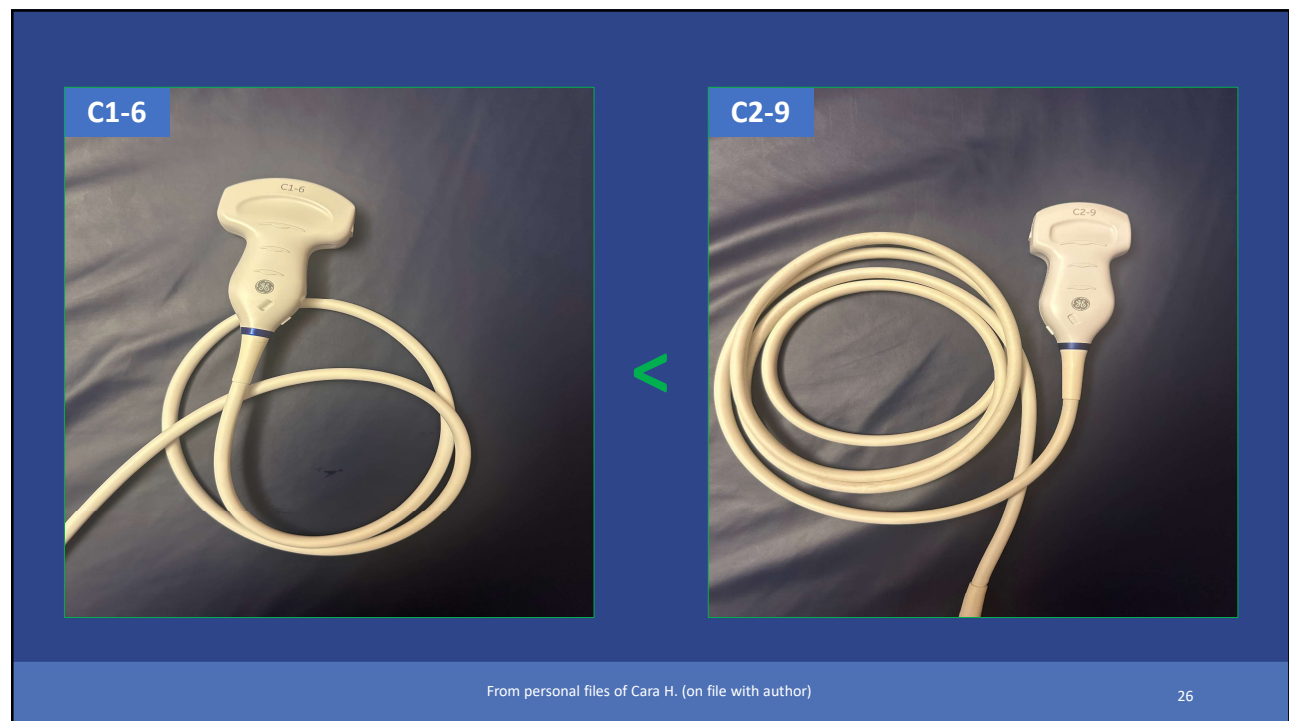 C1-6
C2-9
C1-6
C2-9
GE
GE
<
From personal files of Cara H. (on file with author)
26